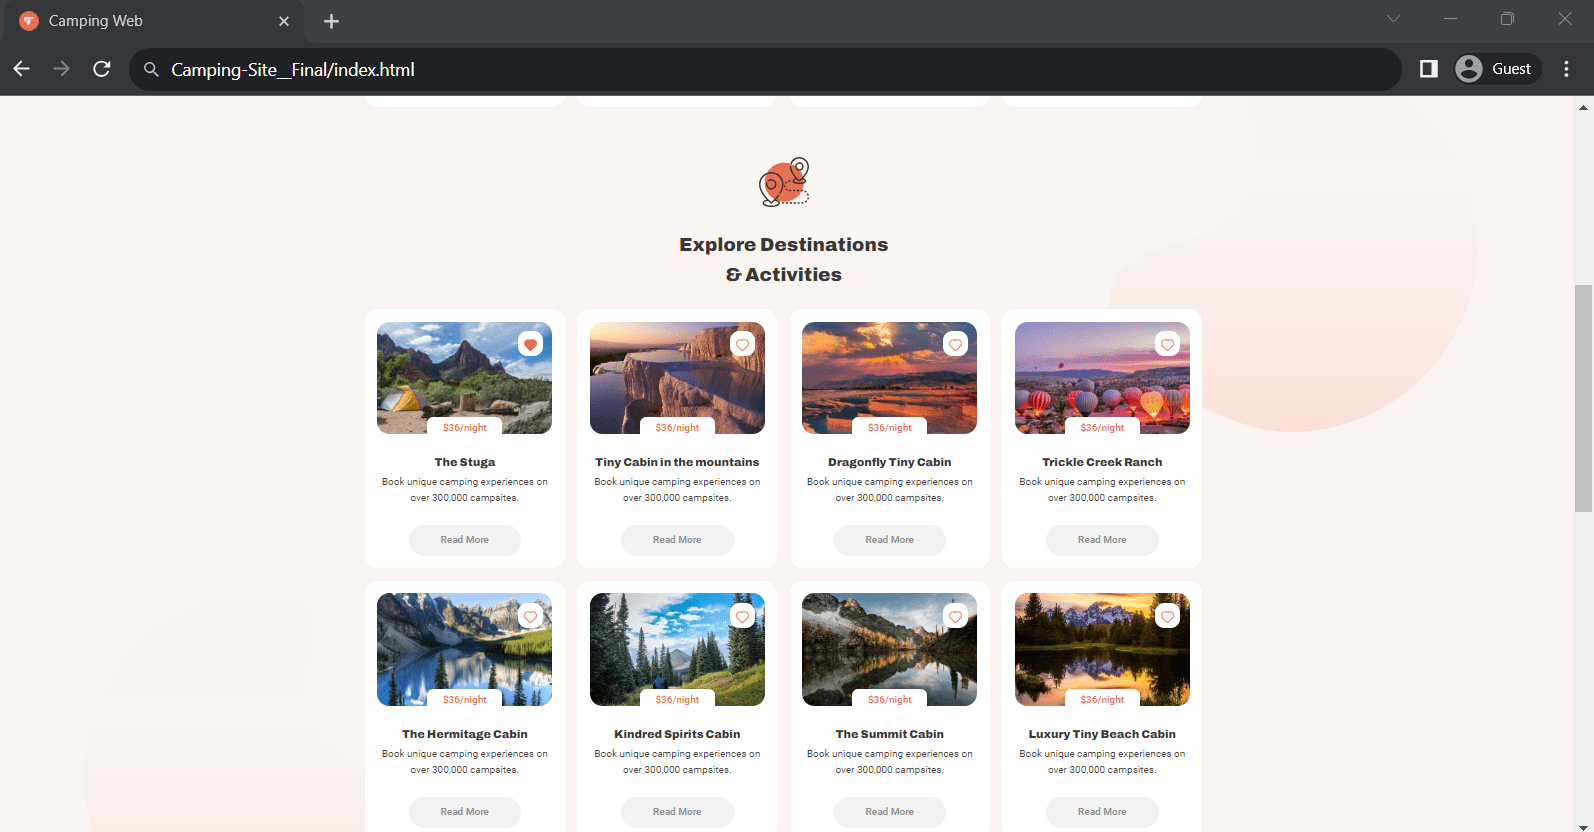 Camping Web
Camping-Site__Final/index.html
Guest
Explore Destinations
& Activities
$36/night
$36/night
$36/night
$36/night
The Stuga
Tiny Cabin in the mountains
Dragonfly Tiny Cabin
Trickle Creek Ranch
Book unique camping experiences on
over 300,000 campsites.
Book unique camping experiences on
over 300,000 campsites.
Book unique camping experiences on
over 300,000 campsites.
Book unique camping experiences on
over 300,000 campsites.
Read More
Read More
Read More
Read More
$36/night
$36/night
$36/night
$36/night
The Hermitage Cabin
Kindred Spirits Cabin
The Summit Cabin
Luxury Tiny Beach Cabin
Book unique camping experiences on
over 300,000 campsites.
Book unique camping experiences on
over 300,000 campsites.
Book unique camping experiences on
over 300,000 campsites.
Book unique camping experiences on
over 300,000 campsites.
Read More
Read More
Read More
Read More